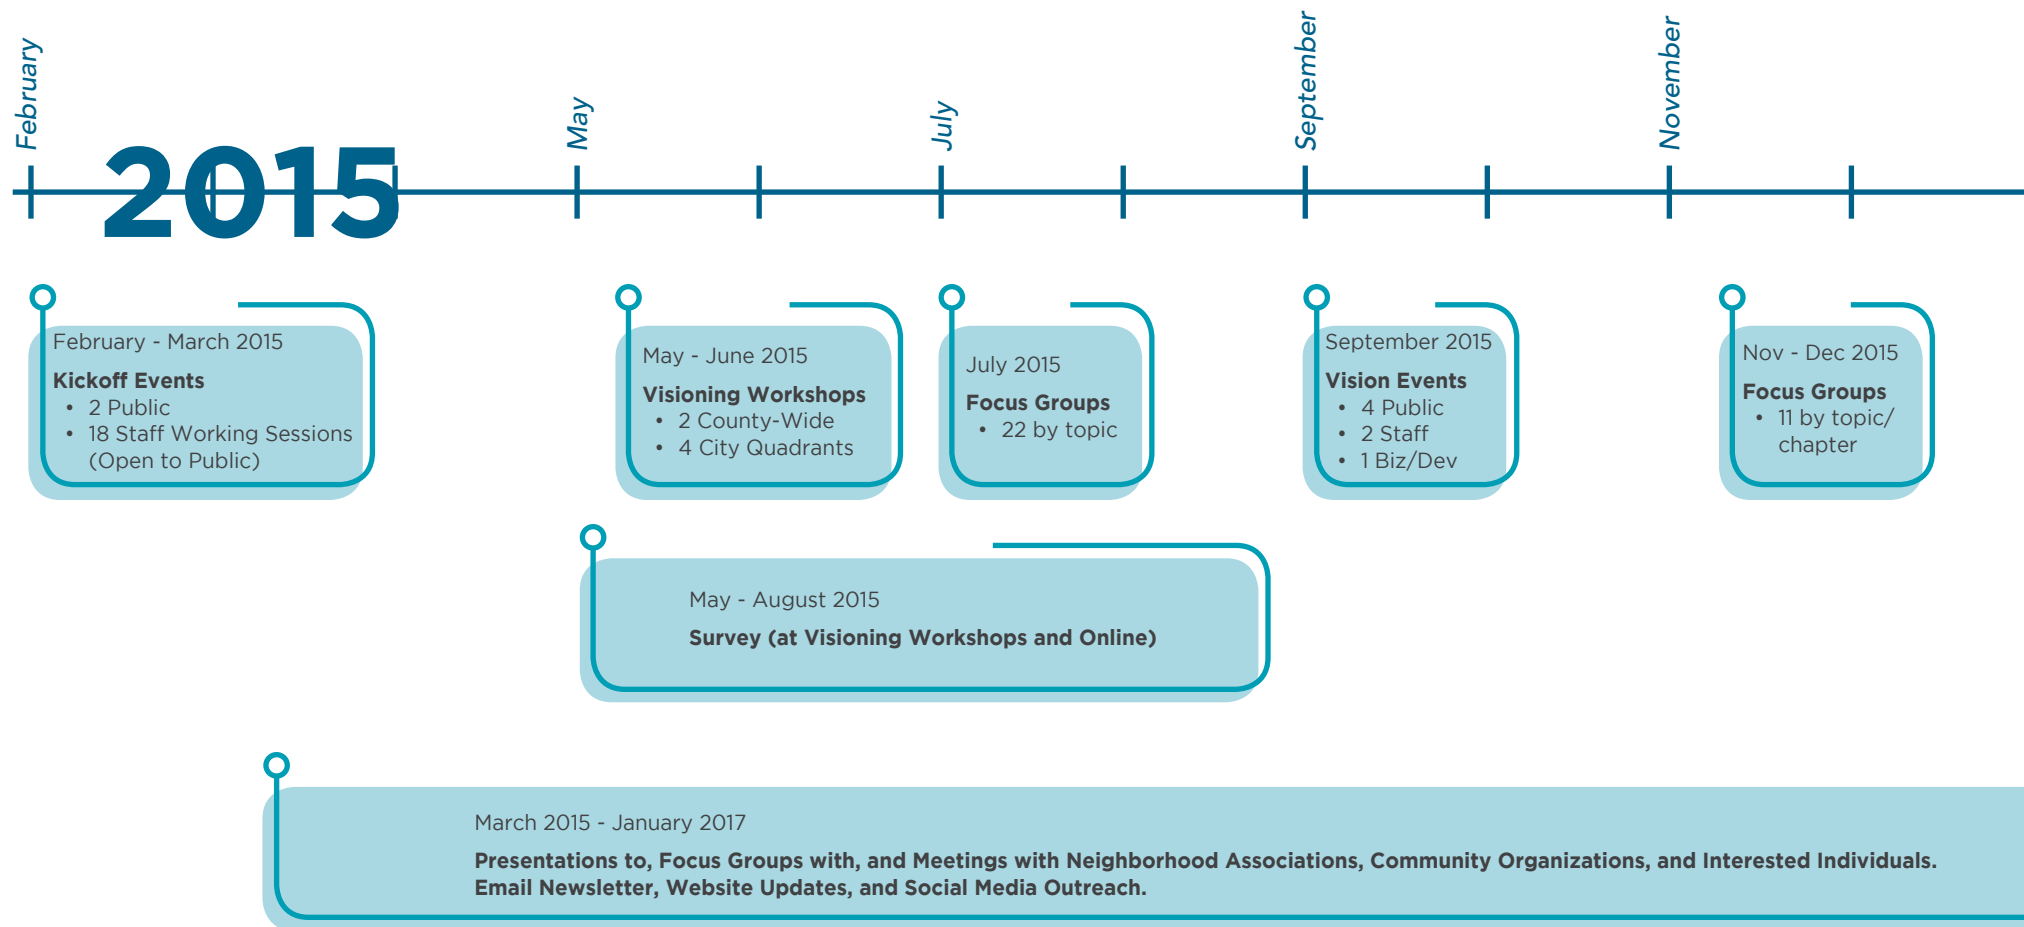 February
May
July
September
November
2015
February - March 2015
Kickoff Events
• 2 Public
• 18 Staff Working Sessions
(Open to Public)
May - June 2015
Visioning Workshops
• 2 County-Wide
• 4 City Quadrants
July 2015
Focus Groups
• 22 by topic
September 2015
Vision Events
• 4 Public
• 2 Staff
• 1 Biz/Dev
Nov - Dec 2015
Focus Groups
• 11 by topic/
chapter
May - August 2015
Survey (at Visioning Workshops and Online)
March 2015 - January 2017
Presentations to, Focus Groups with, and Meetings with Neighborhood Associations, Community Organizations, and Interested Individuals.
Email Newsletter, Website Updates, and Social Media Outreach.